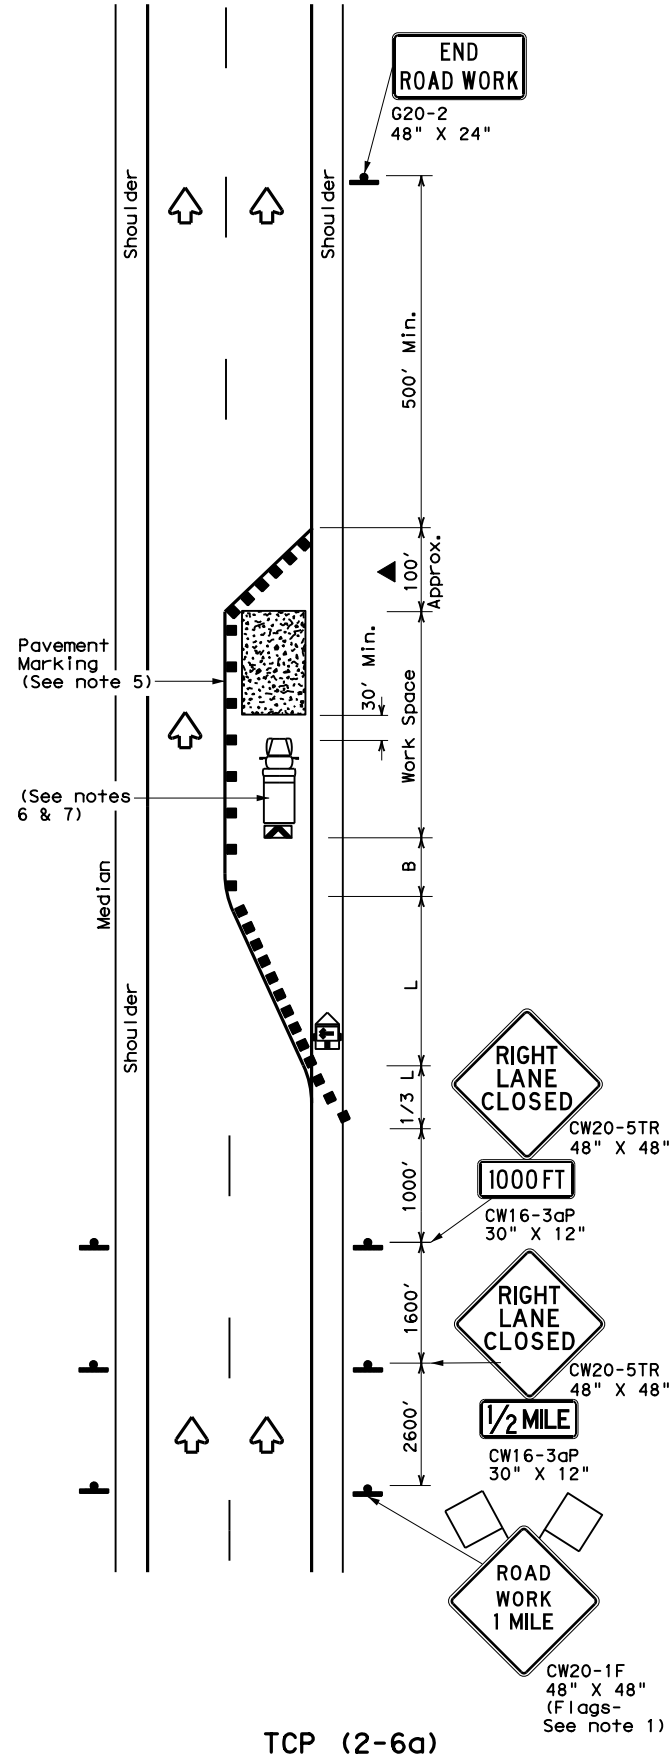 END
ROAD WORK
G20-2
48" X 24"
Shoulder
Shoulder
500' Min.
100'
Approx.
Pavement
Marking
(See note 5)
30' Min.
Work Space
(See notes
6 & 7)
B
Median
L
Shoulder
1/3 L
RIGHT
LANE
CLOSED
CW20-5TR
48" X 48"
1000 FT
1000'
CW16-3aP
30" X 12"
1600'
RIGHT
LANE
CLOSED
CW20-5TR
48" X 48"
1/2 MILE
2600'
CW16-3aP
30" X 12"
ROAD
WORK
1 MILE
CW20-1F
48" X 48"
(Flags-
See note 1)
TCP (2-6a)